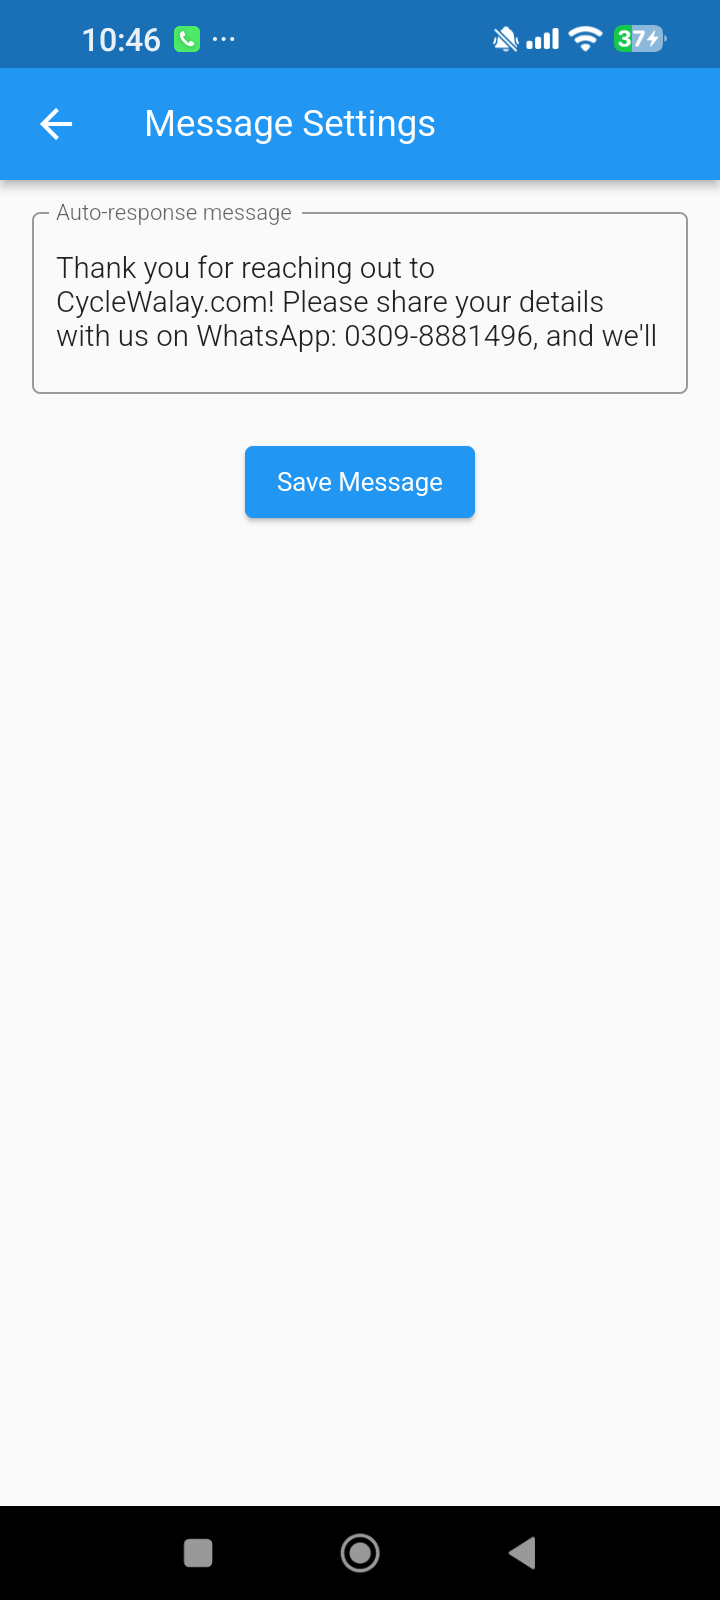 10:46
37
Message Settings
Auto-response message
Thank you for reaching out to
CycleWalay.com! Please share your details
with us on WhatsApp: 0309-8881496, and we'll
Save Message